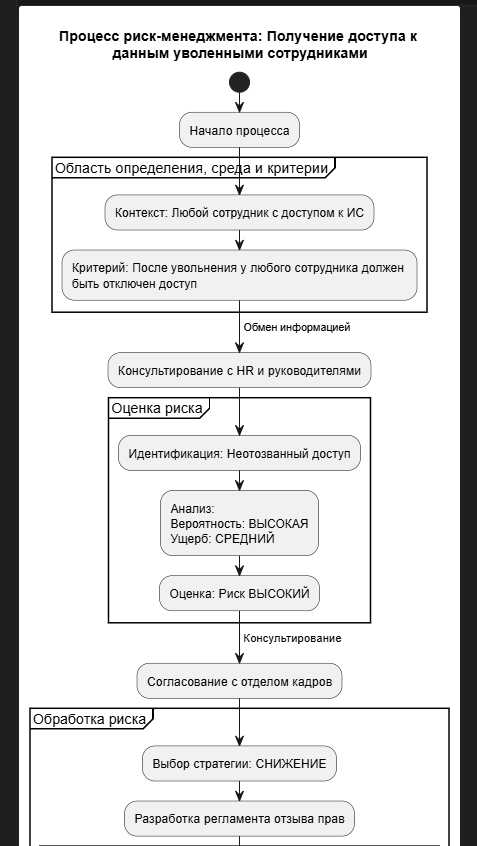 Процесс риск-менеджмента: Получение доступа к
данным уволенными сотрудниками
Начало процесса
Область определения, среда и критерии
Контекст: Любой сотрудник с доступом к ИС
Критерий: После увольнения у любого сотрудника должен
быть отключен доступ
Обмен информацией
Консультирование с HR и руководителями
Оценка риска
Идентификация: Неотозванный доступ
Анализ:
Вероятность: ВЫСОКАЯ
Ущерб: СРЕДНИЙ
Оценка: Риск ВЫСОКИЙ
Консультирование
Согласование с отделом кадров
Обработка риска
Выбор стратегии: СНИЖЕНИЕ
Разработка регламента отзыва прав